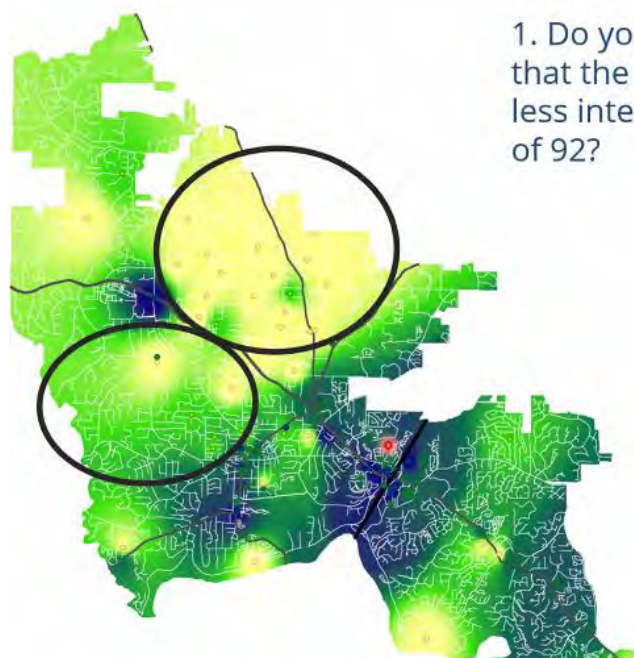 1. Do yo
that the
less inte
of 92?